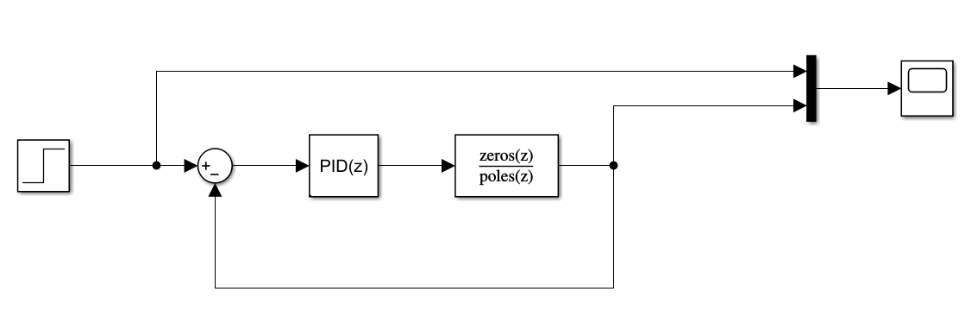 +
−
PID(z)
zeros(z)
poles(z)